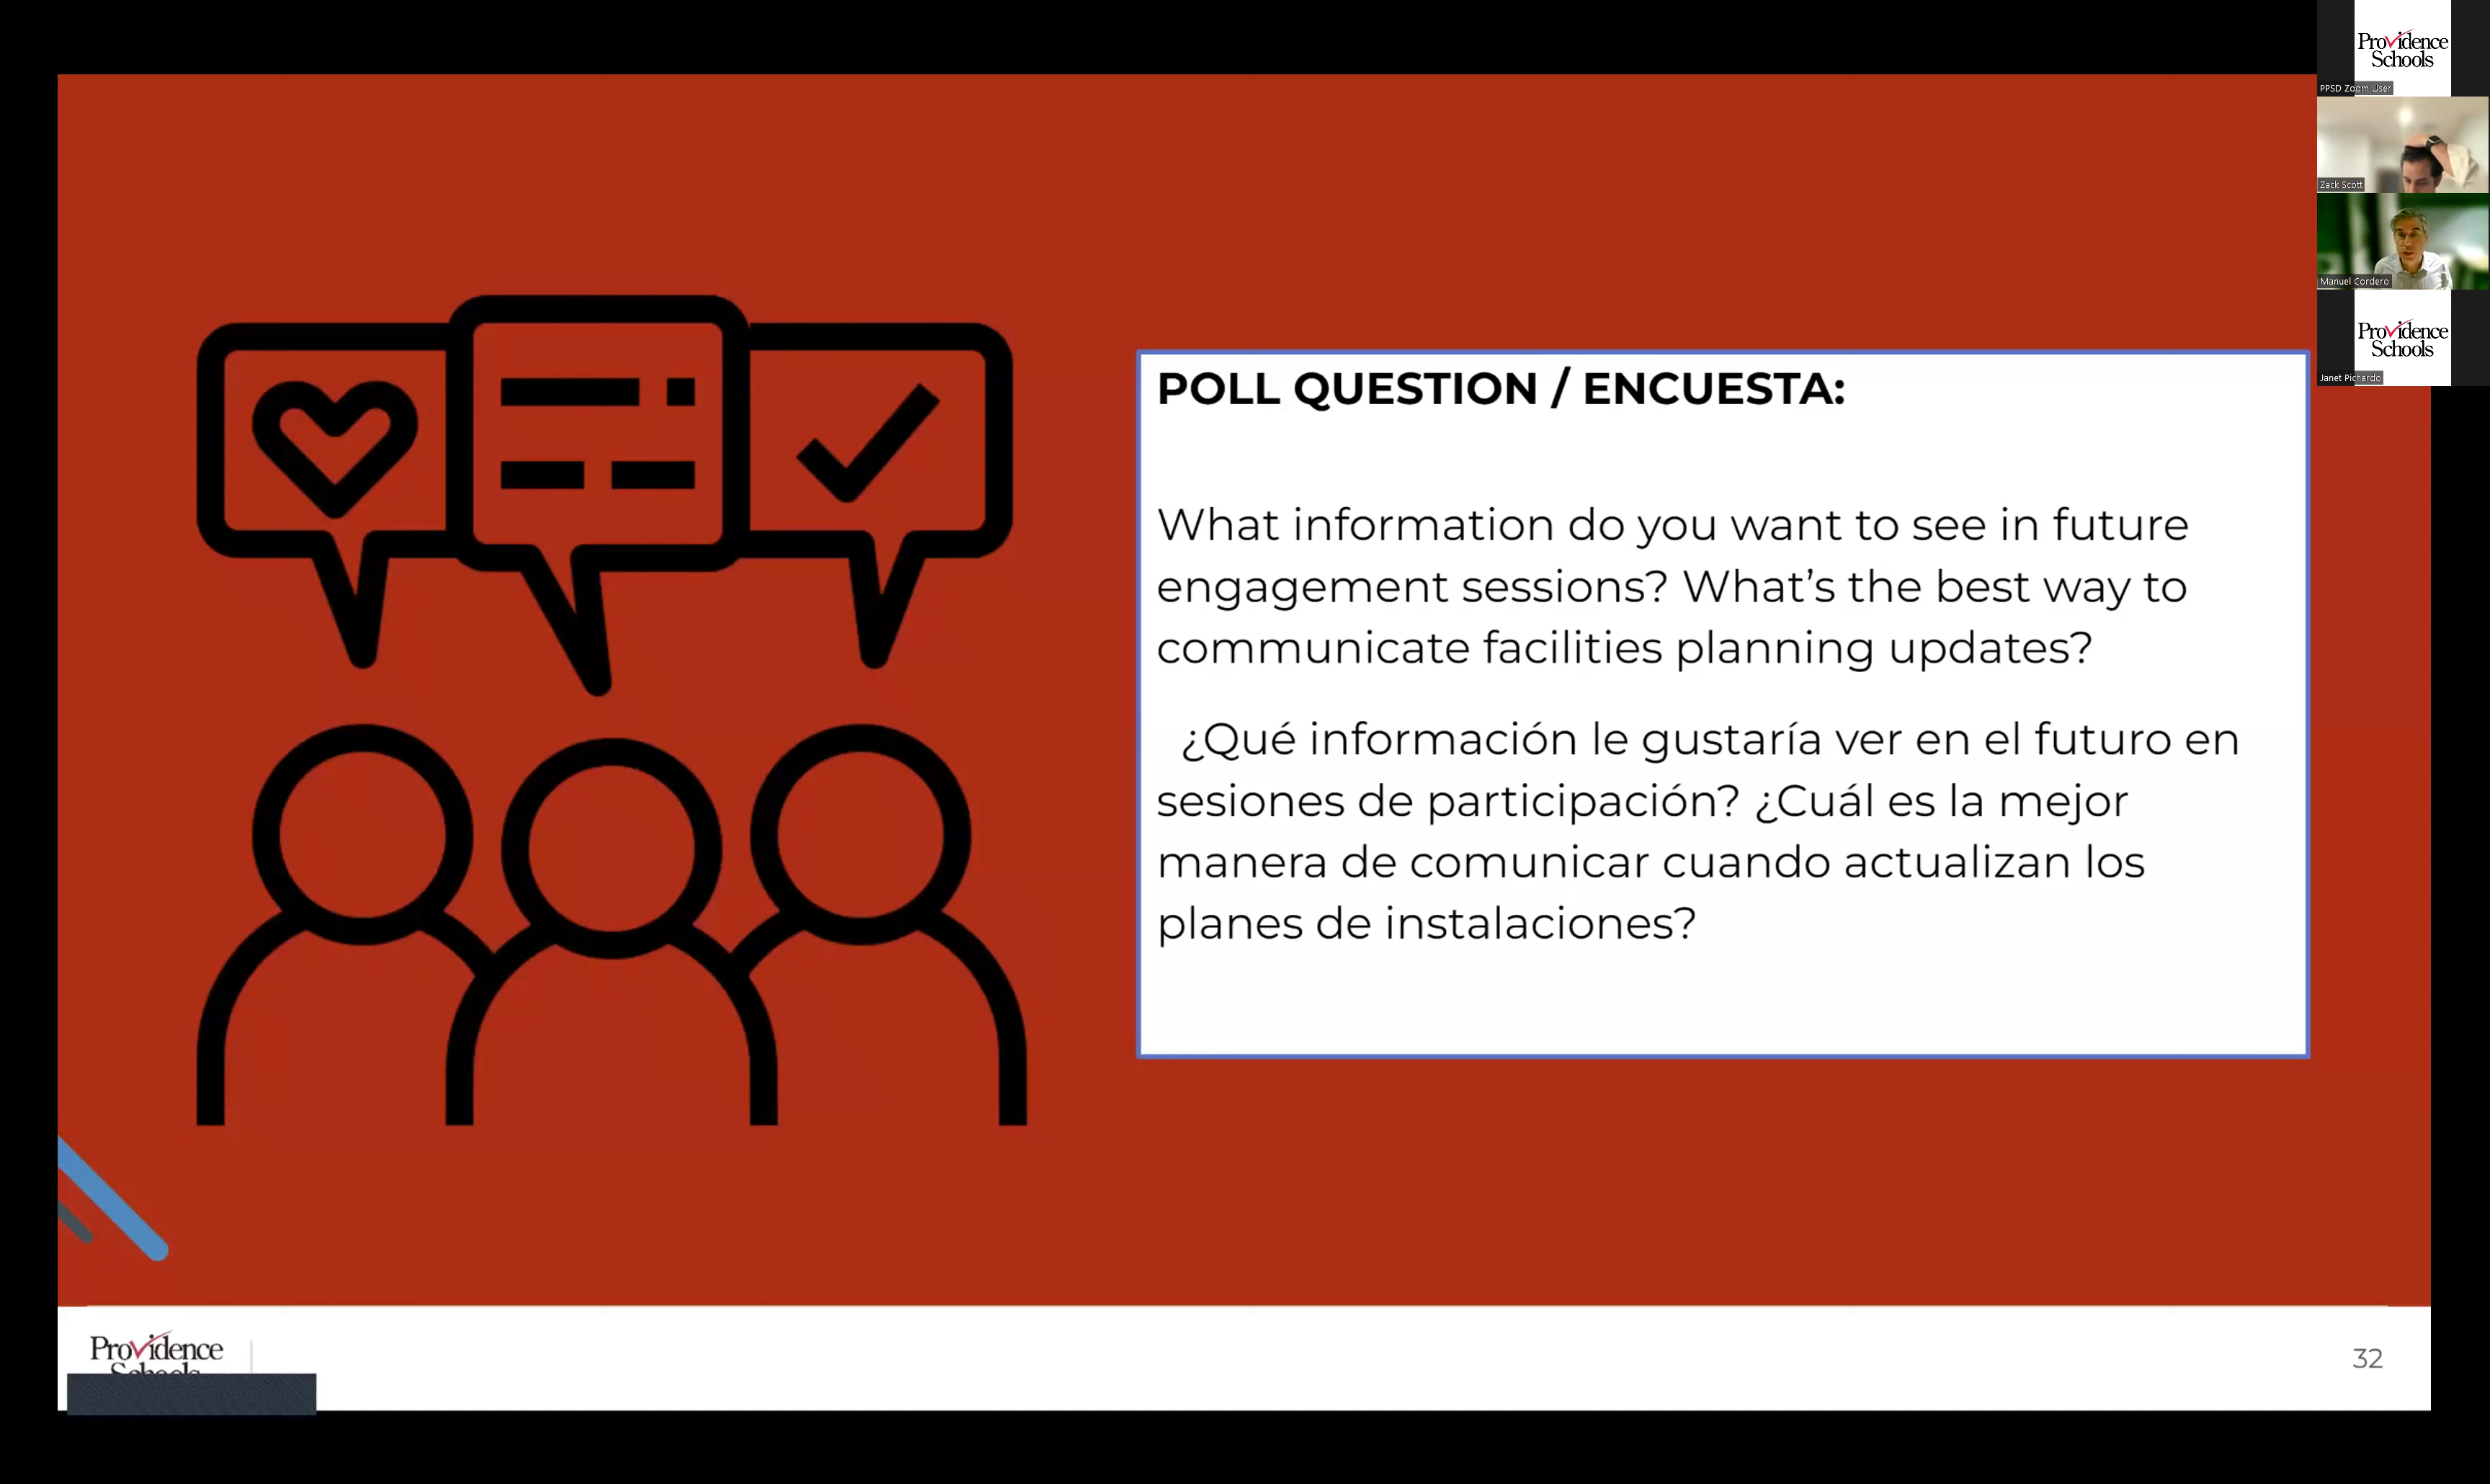 Providence
Schools
PPSD Zoom User
Zack Scott
Manuel Cordero
Providence
Schools
Janet Pichardo
POLL QUESTION / ENCUESTA:
What information do you want to see in future
engagement sessions? What’s the best way to
communicate facilities planning updates?
¿Qué información le gustaría ver en el futuro en
sesiones de participación? ¿Cuál es la mejor
manera de comunicar cuando actualizan los
planes de instalaciones?
Providence
Schools
32